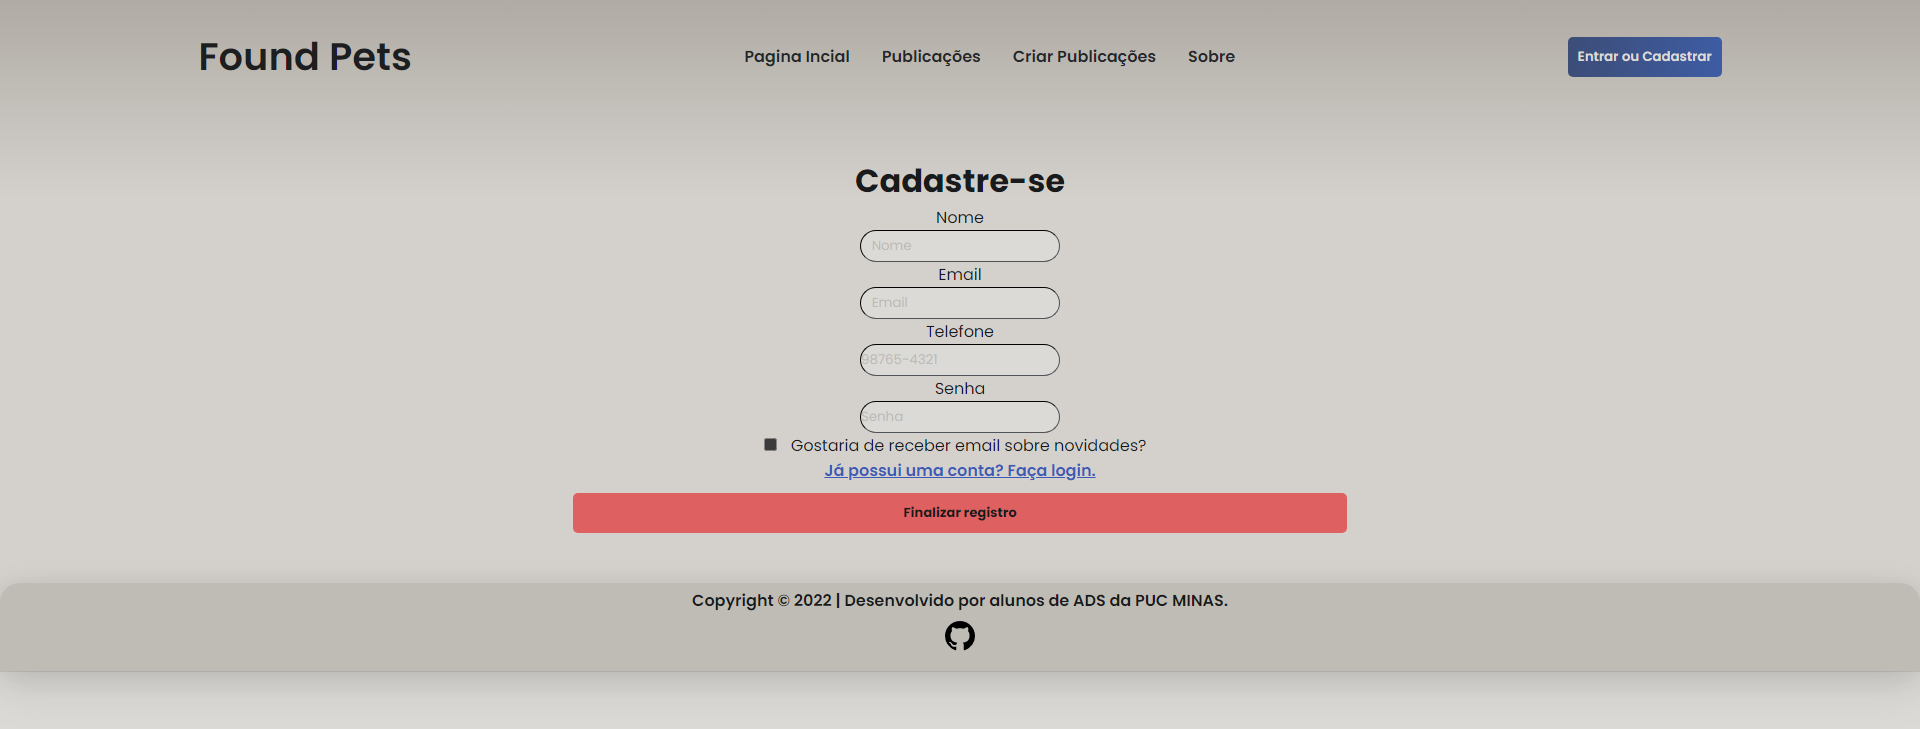 Found Pets
Pagina Incial
Publicações
Criar Publicações
Sobre
Entrar ou Cadastrar
Cadastre-se
Nome
Nome
Email
Email
Telefone
98765-4321
Senha
Senha
Gostaria de receber email sobre novidades?
Já possui uma conta? Faça login.
Finalizar registro
Copyright © 2022 | Desenvolvido por alunos de ADS da PUC MINAS.